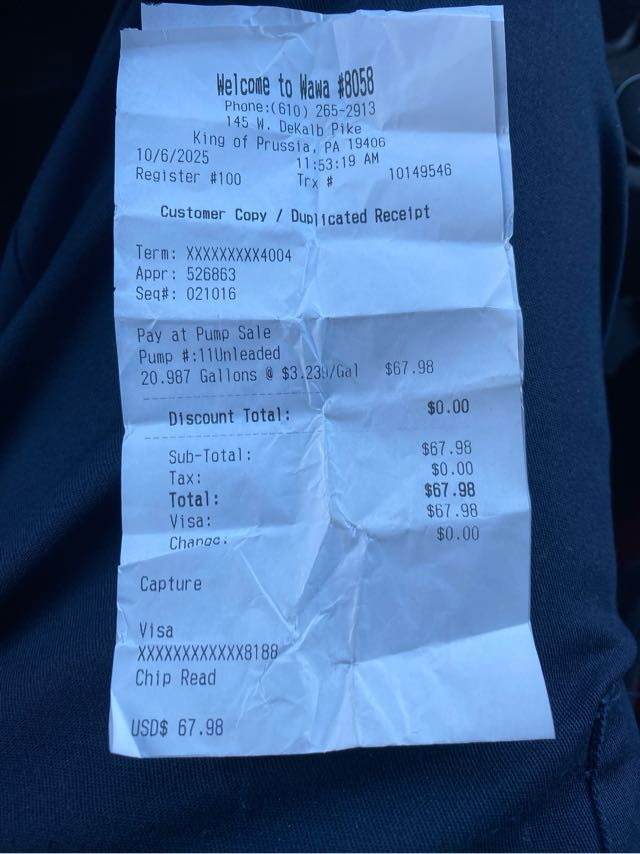 Welcome to Wawa #8058
Phone:(610) 265-2913
145 W. DeKalb Pike
King of Prussia, PA 19406
10/6/2025 11:53:19 AM
Register #100 Trx # 10149546
Customer Copy / Duplicated Receipt
Term: XXXXXXXXX4004
Appr: 526863
Seq#: 021016
Pay at Pump Sale
Pump #:11Unleaded
20.987 Gallons @ $3.239/Gal $67.98
Discount Total: $0.00
Sub-Total: $67.98
Tax: $0.00
Total: $67.98
Visa: $67.98
Change: $0.00
Capture
Visa
XXXXXXXXXXXX8188
Chip Read
USD$ 67.98